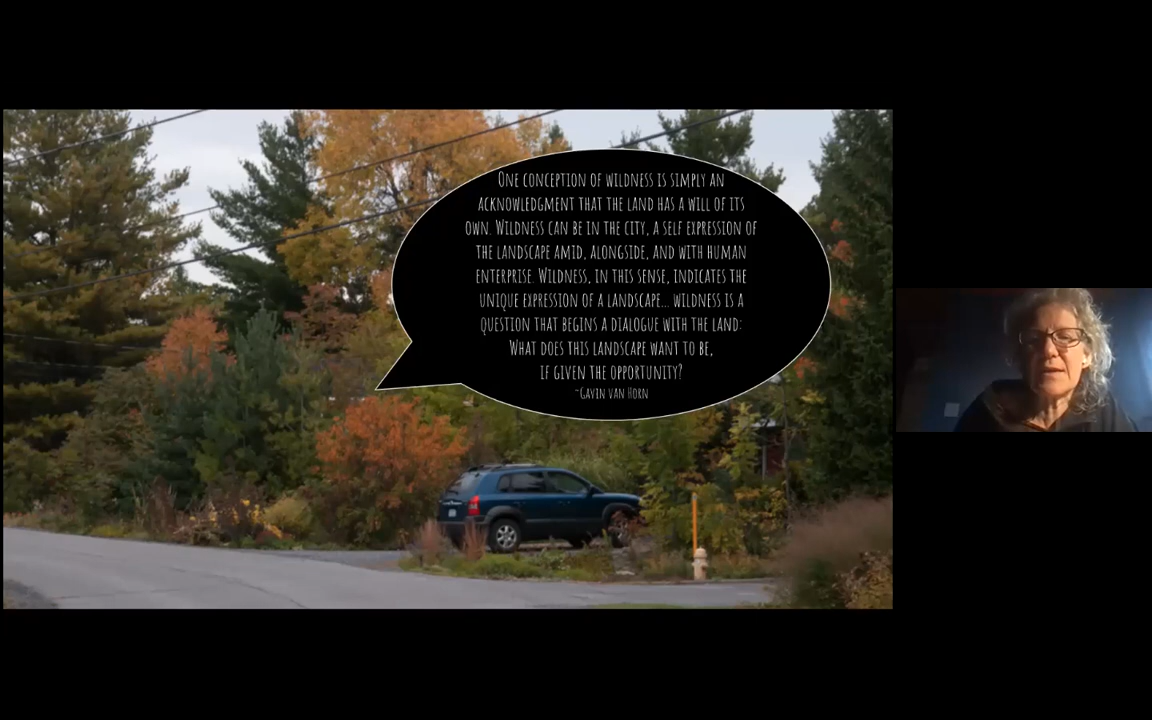 One conception of wildness is simply an
acknowledgment that the land has a will of its
own. Wildness can be in the city, a self expression of
the landscape amid, alongside, and with human
enterprise. Wildness, in this sense, indicates the
unique expression of a landscape... wildness is a
question that begins a dialogue with the land:
What does this landscape want to be,
if given the opportunity?
~Gavin van Horn